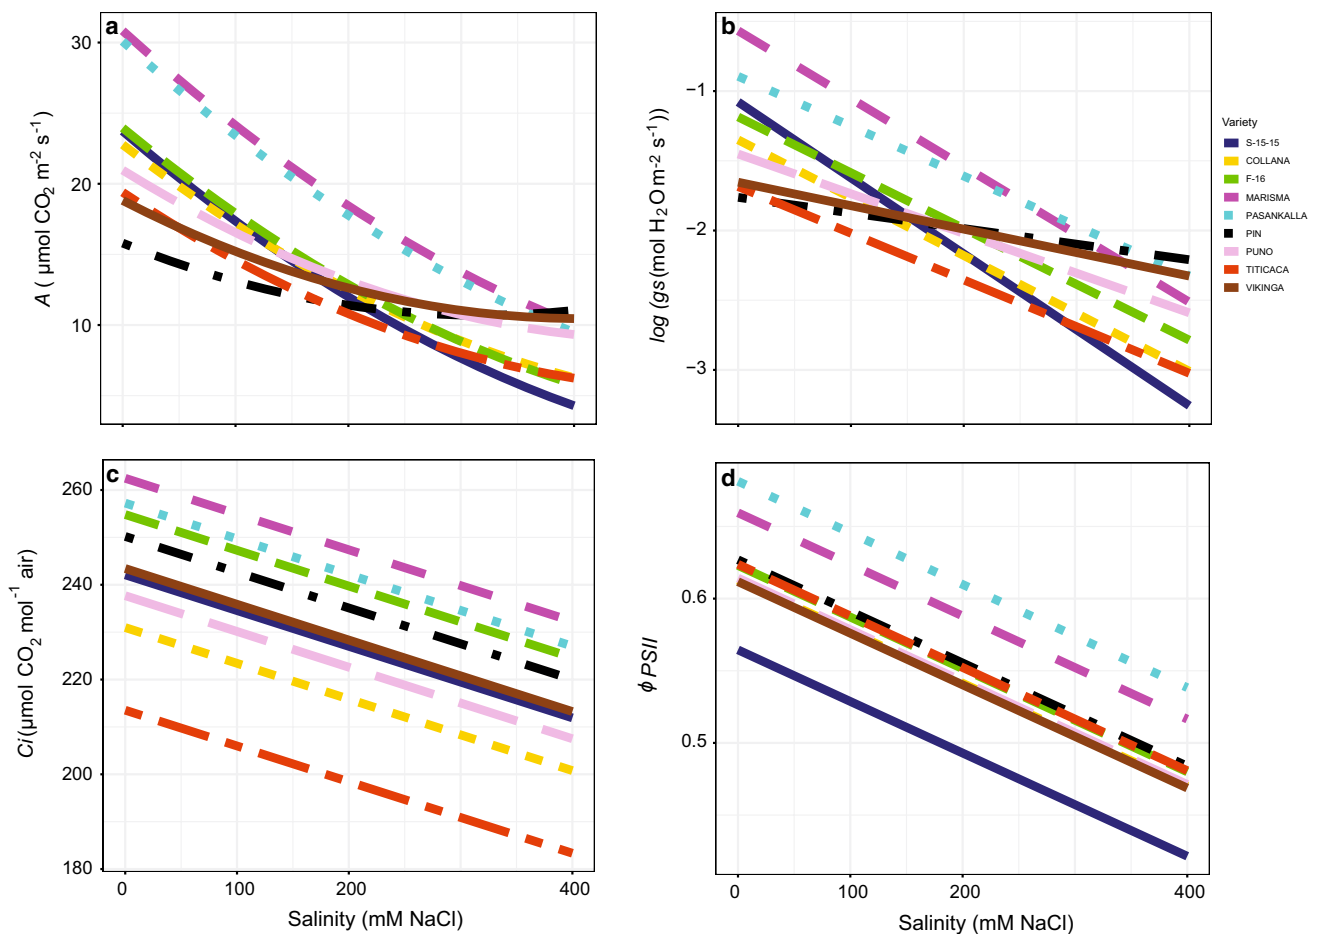 a
30
20
10
A ( μmol CO2 m-2 s-1)
b
−1
−2
−3
log (gs (mol H2O m-2 s-1))
Variety
S-15-15
COLLANA
F-16
MARISMA
PASANKALLA
PIN
PUNO
TITICACA
VIKINGA
c
260
240
220
200
180
Ci (μmol CO2 mol-1 air)
0 100 200 400
Salinity (mM NaCl)
d
0.6
0.5
ϕ PSII
0 100 200 400
Salinity (mM NaCl)